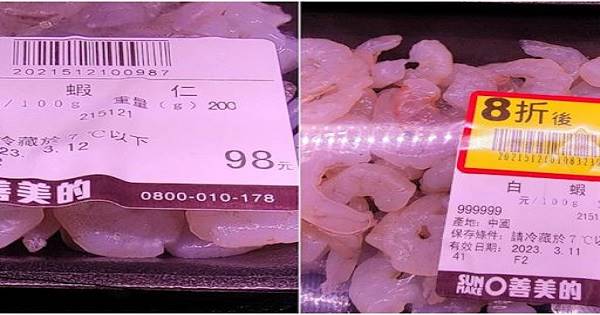 2021512100987
蝦 仁
/100g 重量(g) 200
215121
冷藏於7℃以下
23. 3.12
98元
善美的
0800-010-178
8折後
白 蝦
元/100g
2151
999999
產地: 中國
保存條件: 請冷藏於7℃以
有效日期: 2023. 3.11
41 F2
SUN MAKE 善美的